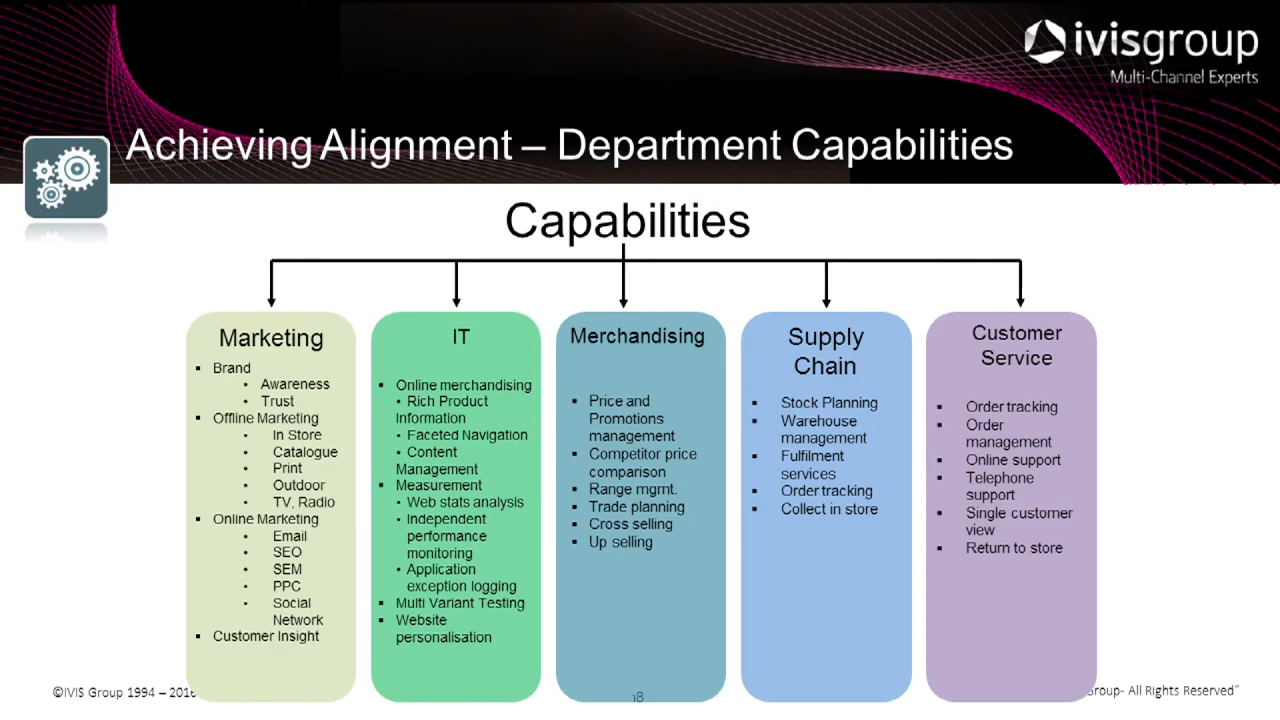 ivisgroup
Multi-Channel Experts
Achieving Alignment – Department Capabilities
Capabilities
Marketing
▪ Brand
• Awareness
• Trust
▪ Offline Marketing
• In Store
• Catalogue
• Print
• Outdoor
• TV, Radio
▪ Online Marketing
• Email
• SEO
• SEM
• PPC
• Social
Network
▪ Customer Insight
IT
▪ Online merchandising
• Rich Product
Information
• Faceted Navigation
• Content
Management
▪ Measurement
• Web stats analysis
• Independent
performance
monitoring
• Application
exception logging
▪ Multi Variant Testing
▪ Website
personalisation
Merchandising
▪ Price and
Promotions
management
▪ Competitor price
comparison
▪ Range mgmt.
▪ Trade planning
▪ Cross selling
▪ Up selling
Supply
Chain
▪ Stock Planning
▪ Warehouse
management
▪ Fulfilment
services
▪ Order tracking
▪ Collect in store
Customer
Service
▪ Order tracking
▪ Order
management
▪ Online support
▪ Telephone
support
▪ Single customer
view
▪ Return to store
©IVIS Group 1994 – 2016
18
Group- All Rights Reserved”